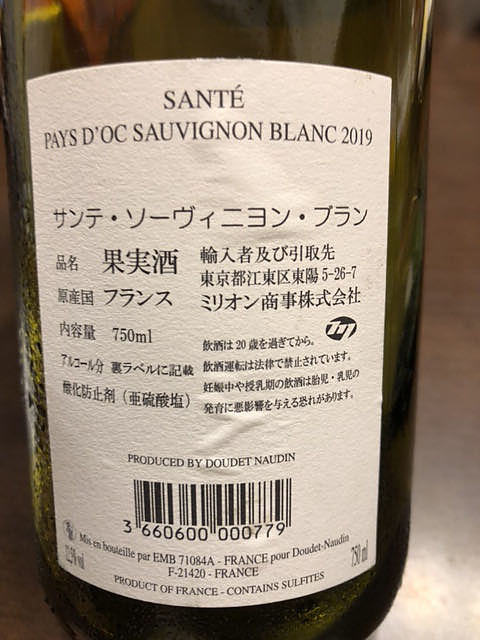 SANTÉ
PAYS D'OC SAUVIGNON BLANC 2019
サンテ・ソーヴィニヨン・ブラン
品名 果実酒
原産国 フランス
内容量 750ml
アルコール分 裏ラベルに記載
酸化防止剤（亜硫酸塩）
輸入者及び引取先
東京都江東区東陽5-26-7
ミリオン商事株式会社
飲酒は20歳を過ぎてから。
飲酒運転は法律で禁止されています。
妊娠中や授乳期の飲酒は胎児・乳児の
発育に悪影響を与える恐れがあります。
PRODUCED BY DOUDET NAUDIN
3 660600 000779
Mis en bouteille par EMB 71084A - FRANCE pour Doudet-Naudin
F-21420 - FRANCE
12,5% vol
750 ml
PRODUCT OF FRANCE - CONTAINS SULFITES